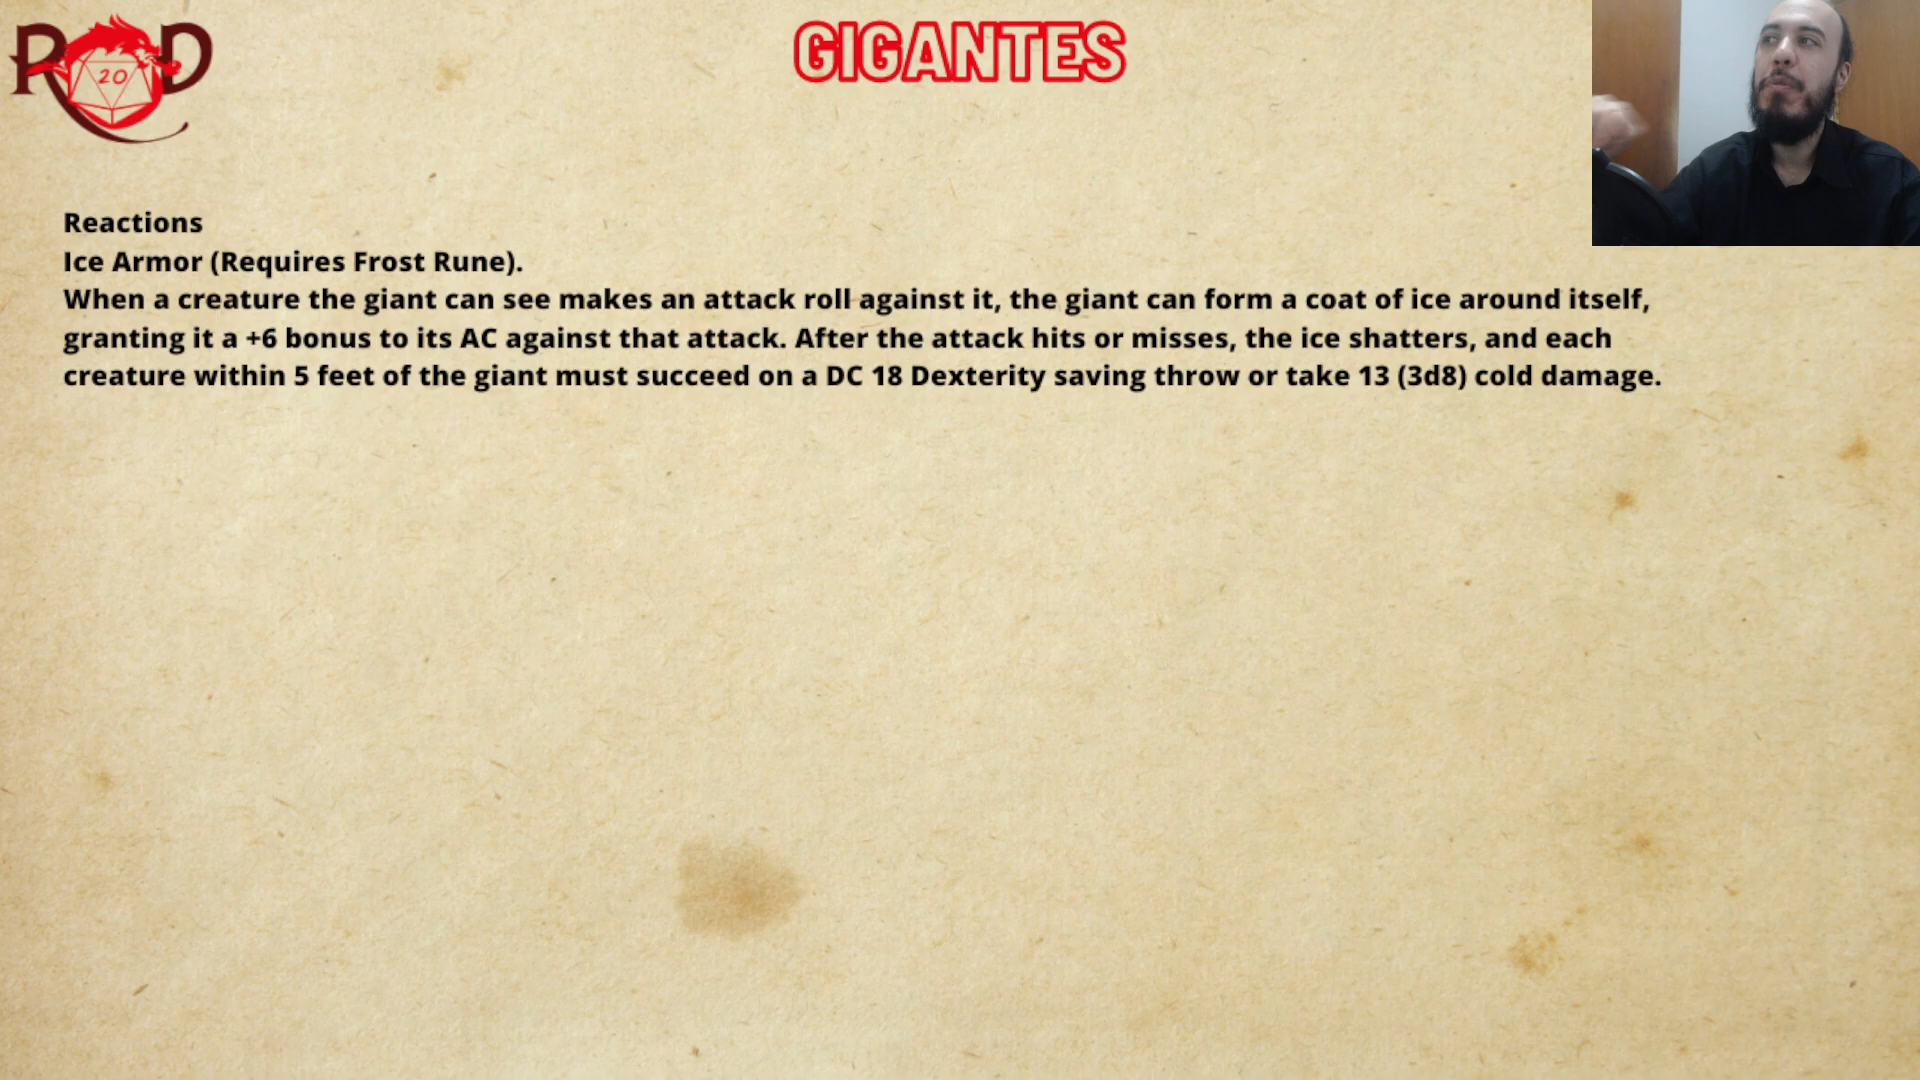 R D
20
GIGANTES
Reactions
Ice Armor (Requires Frost Rune).
When a creature the giant can see makes an attack roll against it, the giant can form a coat of ice around itself,
granting it a +6 bonus to its AC against that attack. After the attack hits or misses, the ice shatters, and each
creature within 5 feet of the giant must succeed on a DC 18 Dexterity saving throw or take 13 (3d8) cold damage.